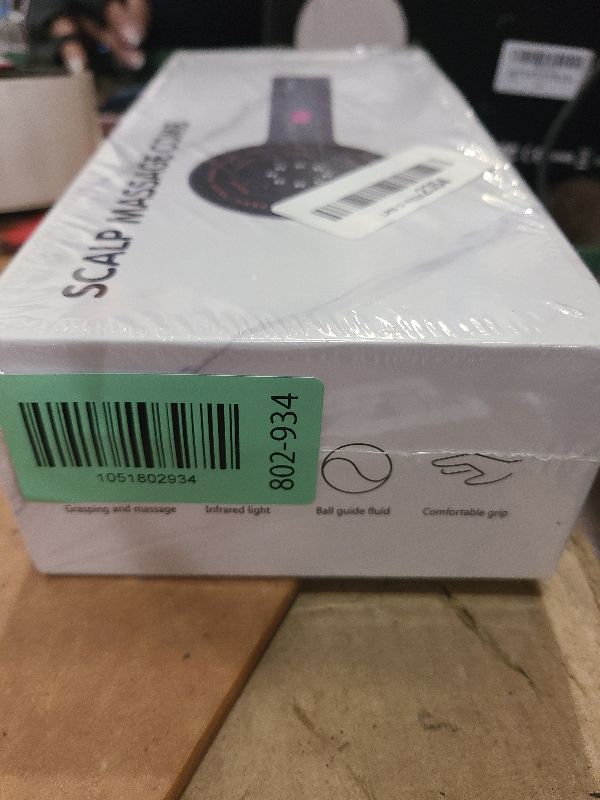 SCALP MASSAGE COMB
1051802934
802-934
Grasping and massage
Infrared light
Ball guide fluid
Comfortable grip